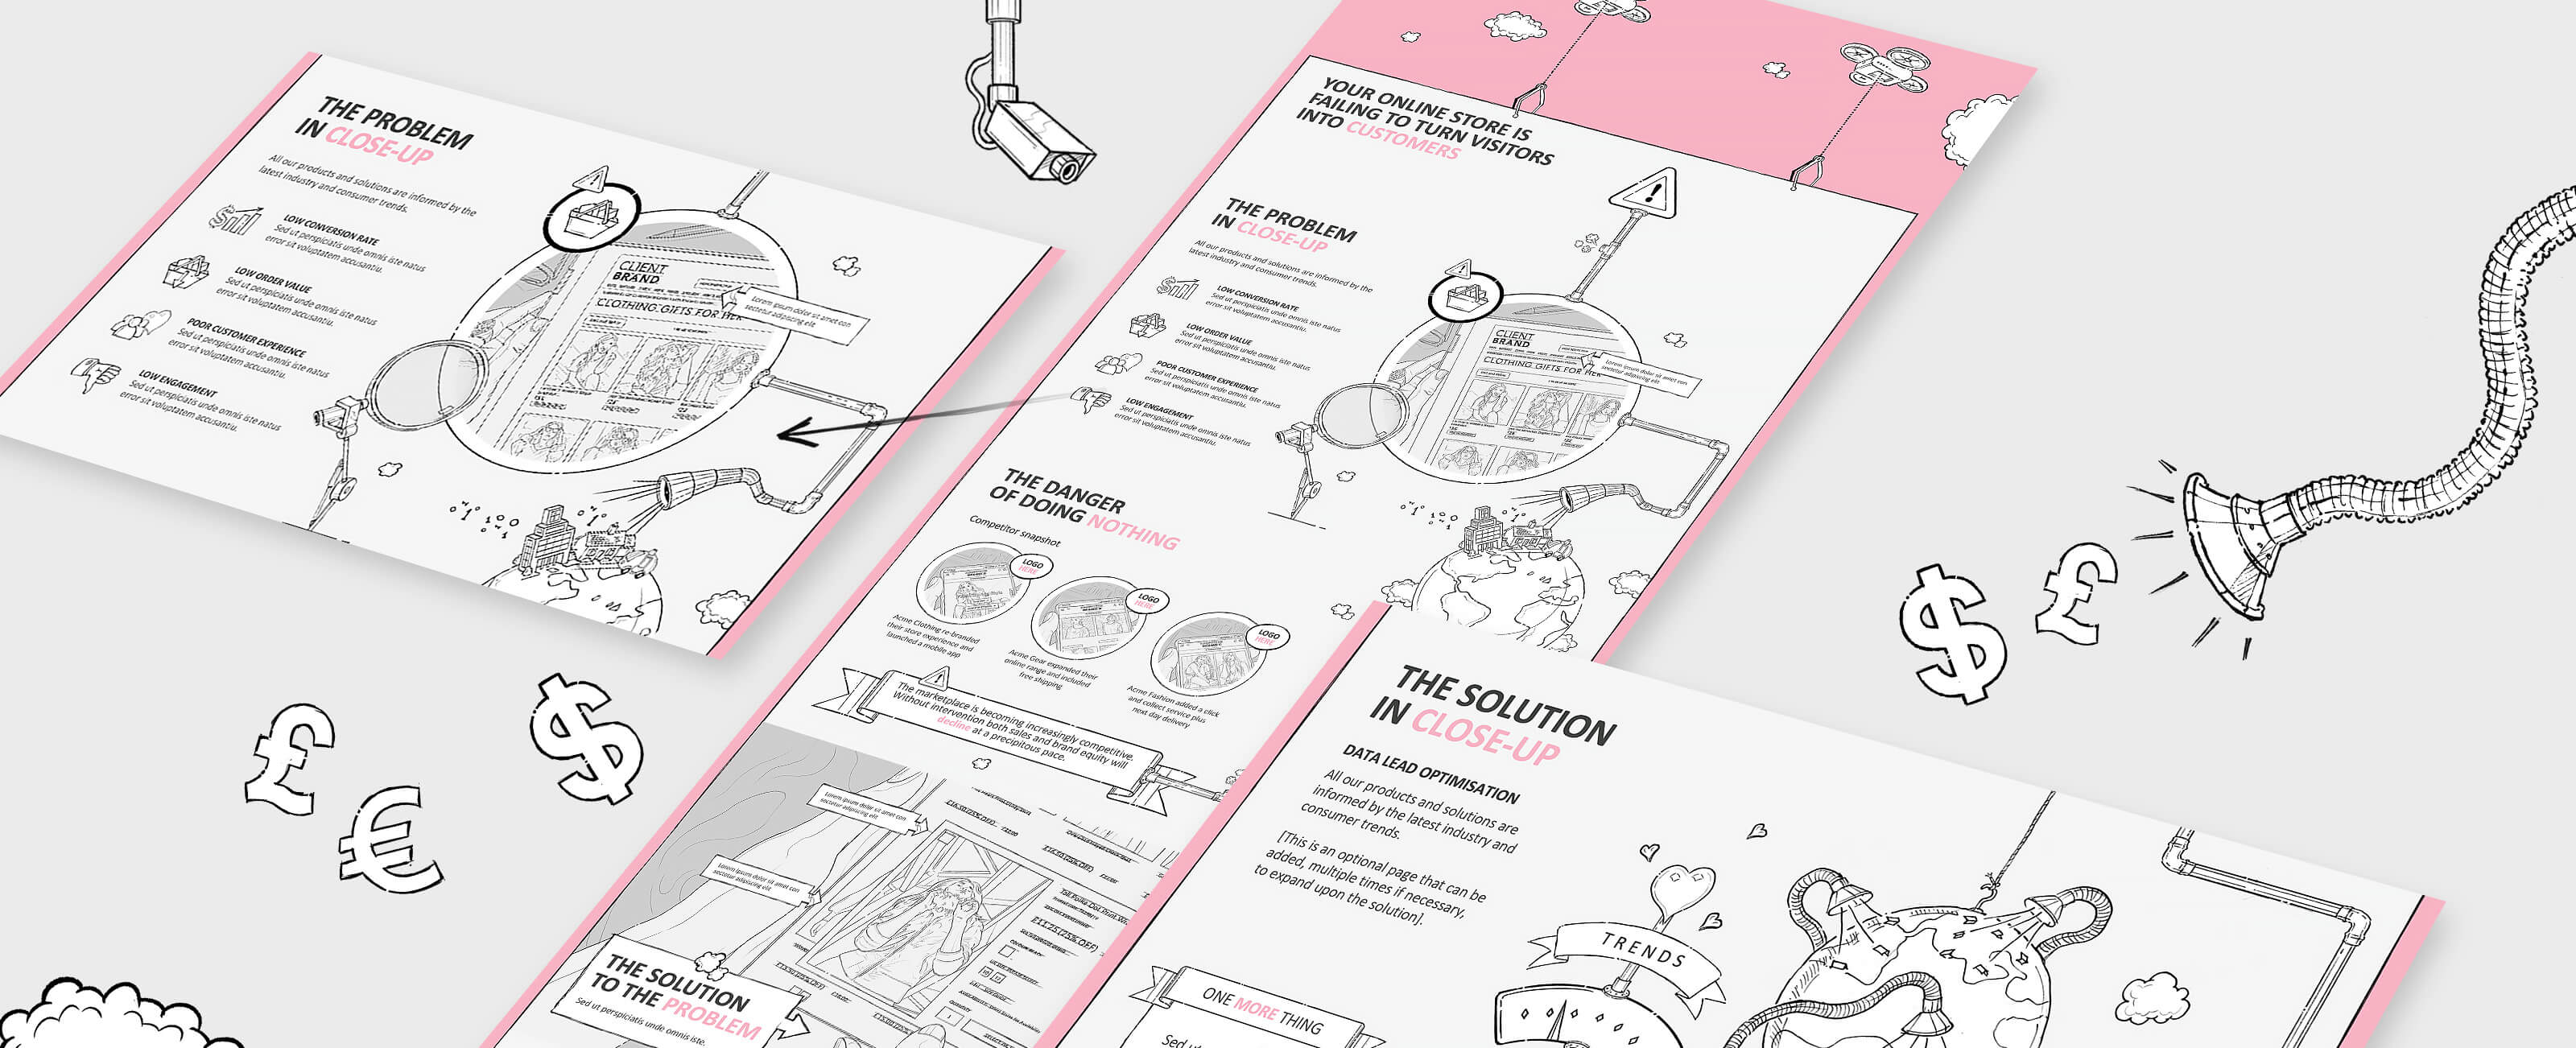 THE PROBLEM
IN CLOSE-UP
All our products and solutions are informed by the
latest industry and consumer trends.
LOW CONVERSION RATE
Sed ut perspiciatis unde omnis iste natus
error sit voluptatem accusantiu.
LOW ORDER VALUE
Sed ut perspiciatis unde omnis iste natus
error sit voluptatem accusantiu.
POOR CUSTOMER EXPERIENCE
Sed ut perspiciatis unde omnis iste natus
error sit voluptatem accusantiu.
LOW ENGAGEMENT
Sed ut perspiciatis unde omnis iste natus
error sit voluptatem accusantiu.
CLIENT
BRAND
CLOTHING GIFTS FOR HER
Lorem ipsum dolor sit amet con
sectetur adipiscing elit
YOUR ONLINE STORE IS
FAILING TO TURN VISITORS
INTO CUSTOMERS
THE PROBLEM
IN CLOSE-UP
All our products and solutions are informed by the
latest industry and consumer trends.
LOW CONVERSION RATE
Sed ut perspiciatis unde omnis iste natus
error sit voluptatem accusantiu.
LOW ORDER VALUE
Sed ut perspiciatis unde omnis iste natus
error sit voluptatem accusantiu.
POOR CUSTOMER EXPERIENCE
Sed ut perspiciatis unde omnis iste natus
error sit voluptatem accusantiu.
LOW ENGAGEMENT
Sed ut perspiciatis unde omnis iste natus
error sit voluptatem accusantiu.
CLIENT
BRAND
CLOTHING GIFTS FOR HER
Lorem ipsum dolor sit amet con
sectetur adipiscing elit
THE DANGER
OF DOING NOTHING
Competitor snapshot
LOGO
HERE
Acme Clothing re-branded
their store experience and
launched a mobile app
LOGO
HERE
Acme Gear expanded their
online range and included
free shipping
LOGO
HERE
Acme Fashion added a click
and collect service plus
next day delivery
The marketplace is becoming increasingly competitive.
Without intervention both sales and brand equity will
decline at a precipitous pace.
Lorem ipsum dolor sit amet con
sectetur adipiscing elit
Lorem ipsum dolor sit amet con
sectetur adipiscing elit
£11.25 (25% OFF)
THE SOLUTION
TO THE PROBLEM
Sed ut perspiciatis unde omnis iste.
THE SOLUTION
IN CLOSE-UP
DATA LEAD OPTIMISATION
All our products and solutions are
informed by the latest industry and
consumer trends.
[This is an optional page that can be
added, multiple times if necessary,
to expand upon the solution].
TRENDS
ONE MORE THING
Sed ut
$ £
£ € $